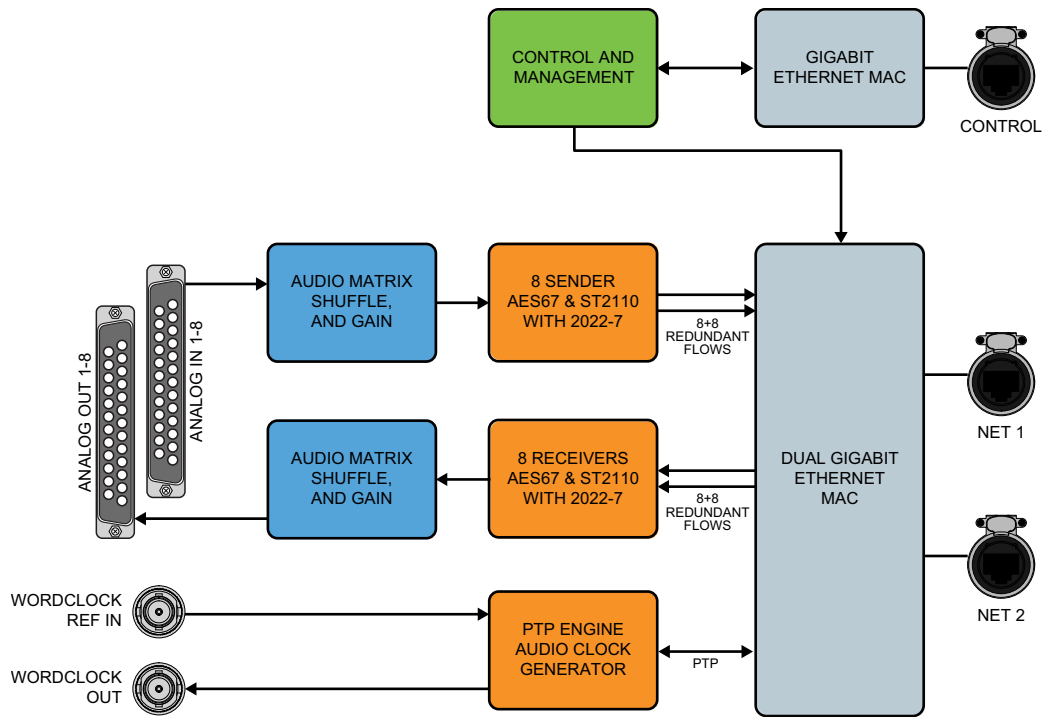 CONTROL AND
MANAGEMENT
GIGABIT
ETHERNET MAC
CONTROL
ANALOG OUT 1-8
ANALOG IN 1-8
AUDIO MATRIX
SHUFFLE,
AND GAIN
8 SENDER
AES67 & ST2110
WITH 2022-7
8+8
REDUNDANT
FLOWS
NET 1
AUDIO MATRIX
SHUFFLE,
AND GAIN
8 RECEIVERS
AES67 & ST2110
WITH 2022-7
8+8
REDUNDANT
FLOWS
DUAL GIGABIT
ETHERNET
MAC
NET 2
WORDCLOCK
REF IN
PTP ENGINE
AUDIO CLOCK
GENERATOR
PTP
WORDCLOCK
OUT